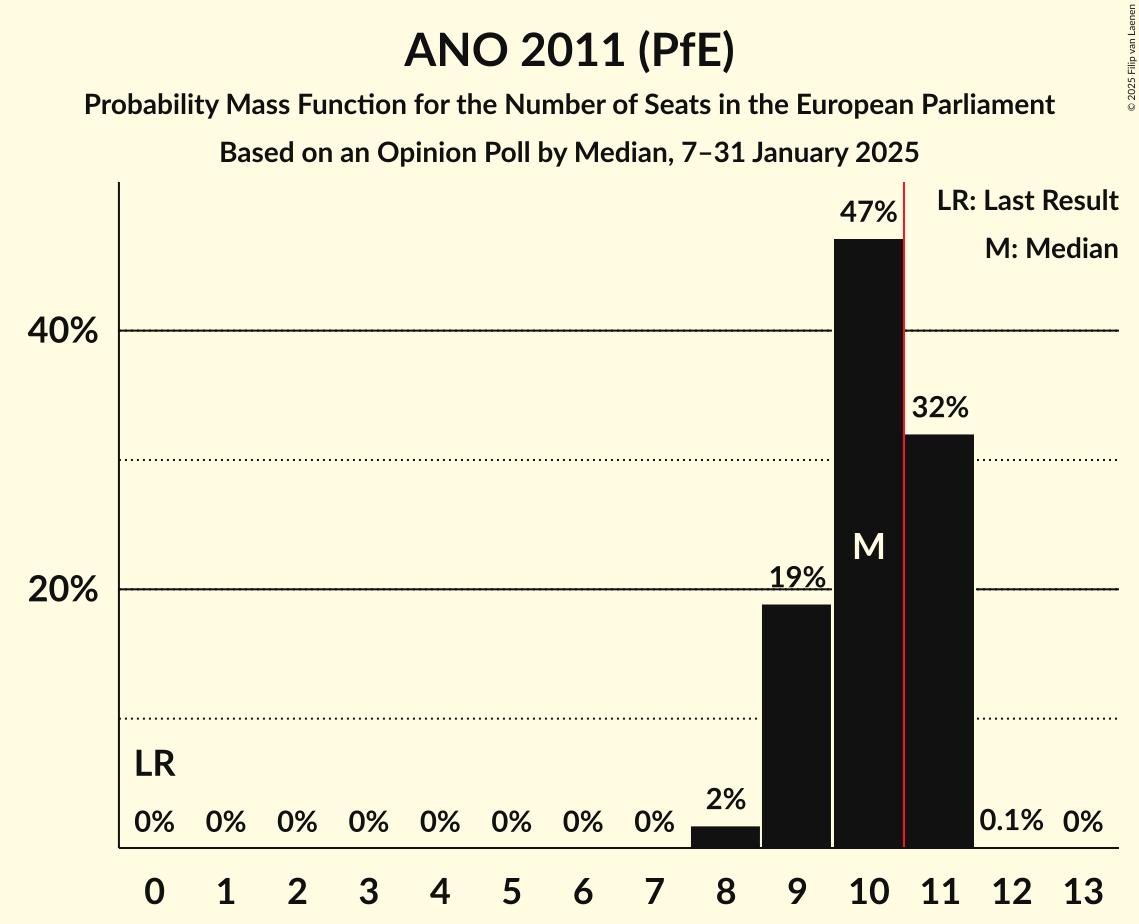 ANO 2011 (PfE)
Probability Mass Function for the Number of Seats in the European Parliament
Based on an Opinion Poll by Median, 7–31 January 2025
© 2025 Filip van Laenen
LR: Last Result
M: Median
47%
40%
32%
M
20%
19%
LR
0% 0% 0% 0% 0% 0% 0% 0% 2% 0.1% 0%
0 1 2 3 4 5 6 7 8 9 10 11 12 13